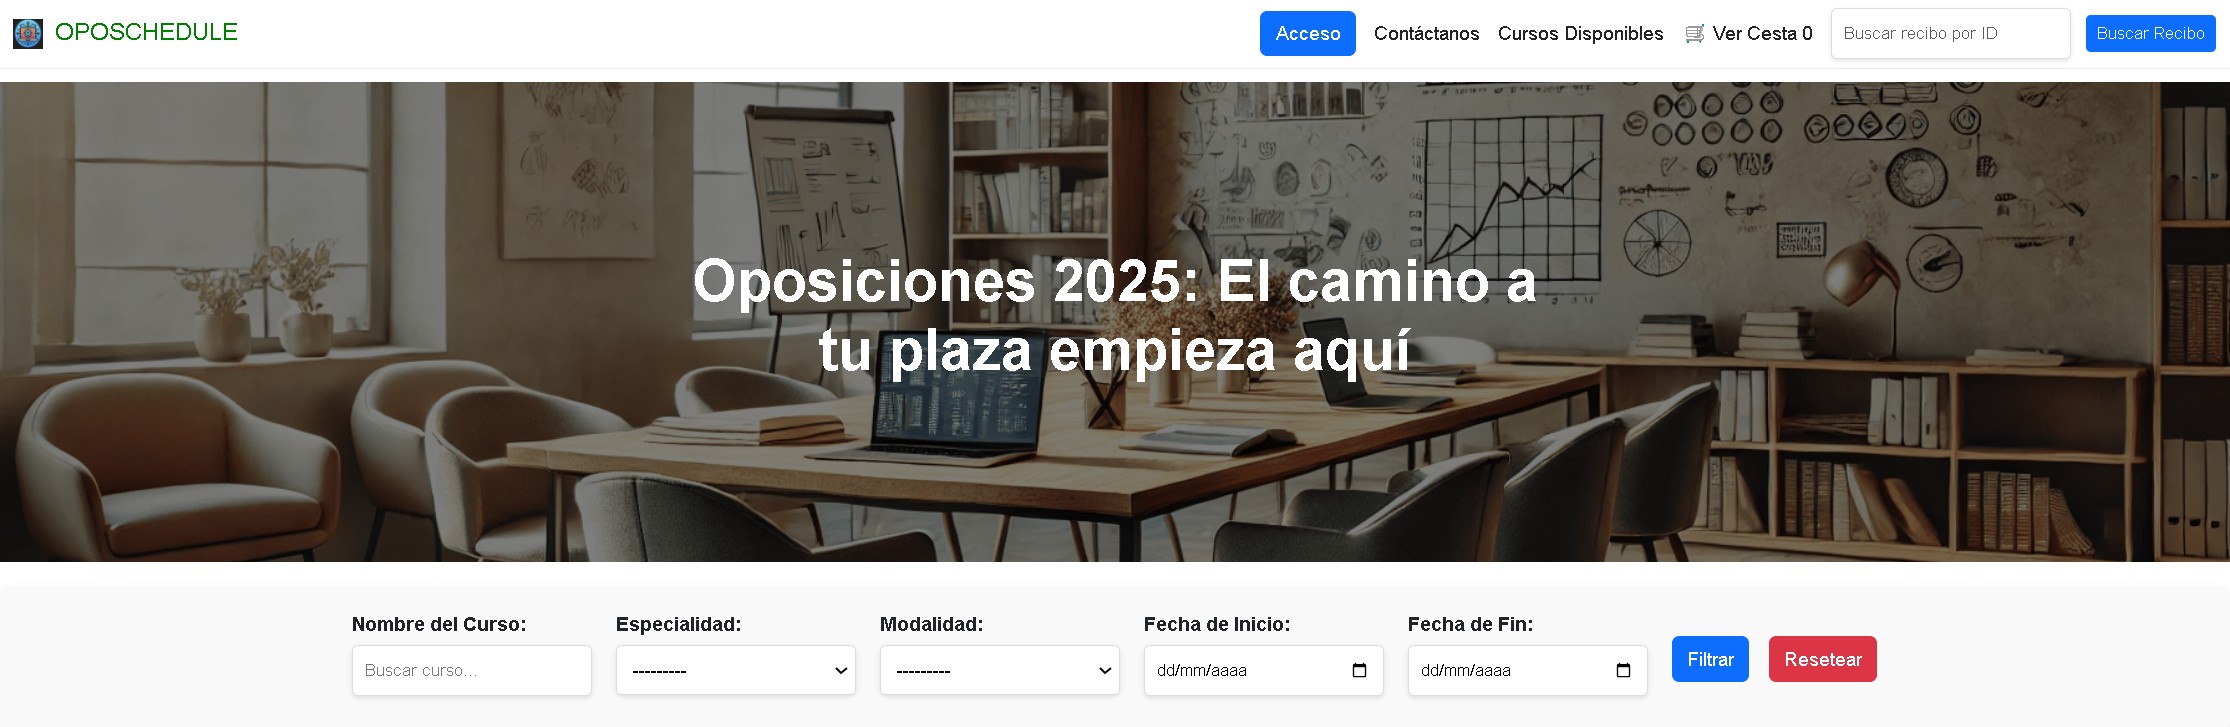 OPOSCHEDULE
Acceso
Contáctanos
Cursos Disponibles
🛒 Ver Cesta 0
Buscar recibo por ID
Buscar Recibo
Oposiciones 2025: El camino a
tu plaza empieza aquí
Nombre del Curso:
Buscar curso...
Especialidad:
---------
Modalidad:
---------
Fecha de Inicio:
dd/mm/aaaa
Fecha de Fin:
dd/mm/aaaa
Filtrar
Resetear